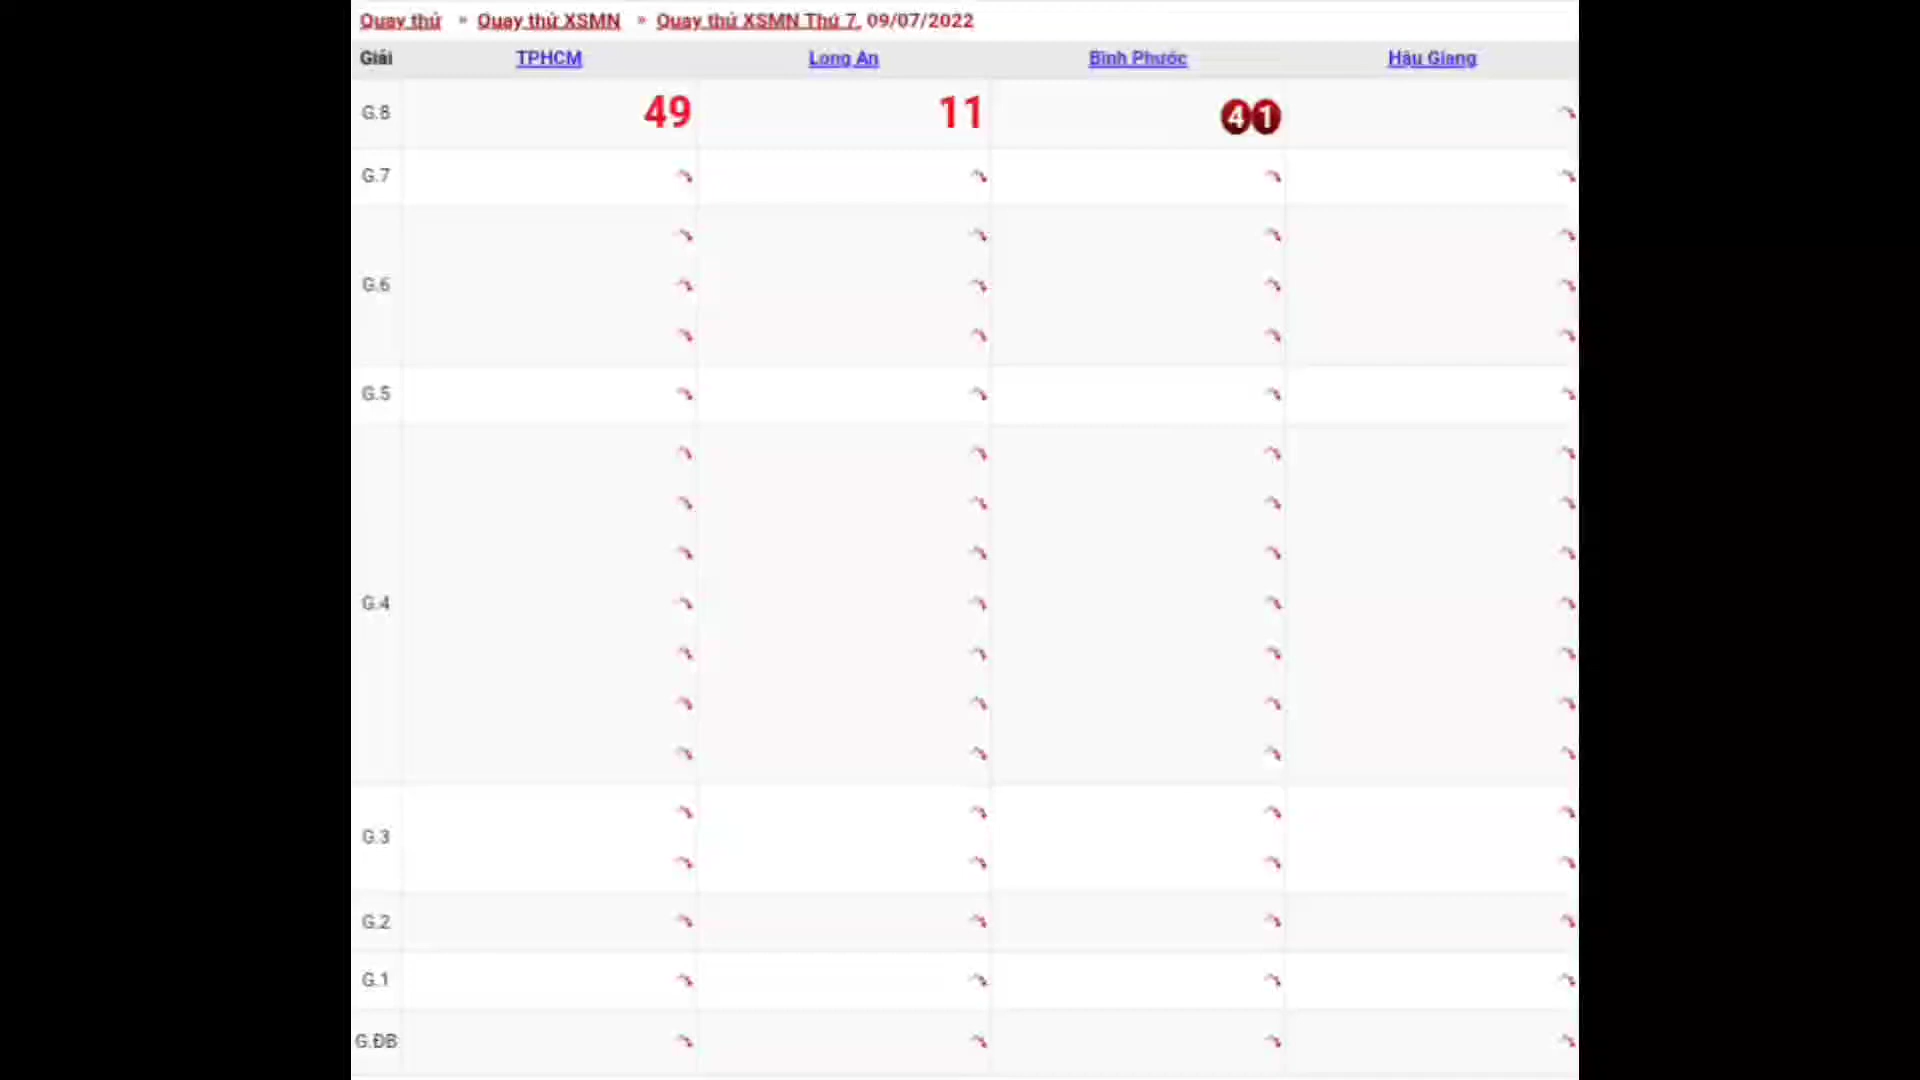 Quay thử » Quay thử XSMN » Quay thử XSMN Thứ 7, 09/07/2022
Giải TPHCM Long An Bình Phước Hậu Giang
G.8 49 11 41
G.7
G.6
G.5
G.4
G.3
G.2
G.1
G.ĐB